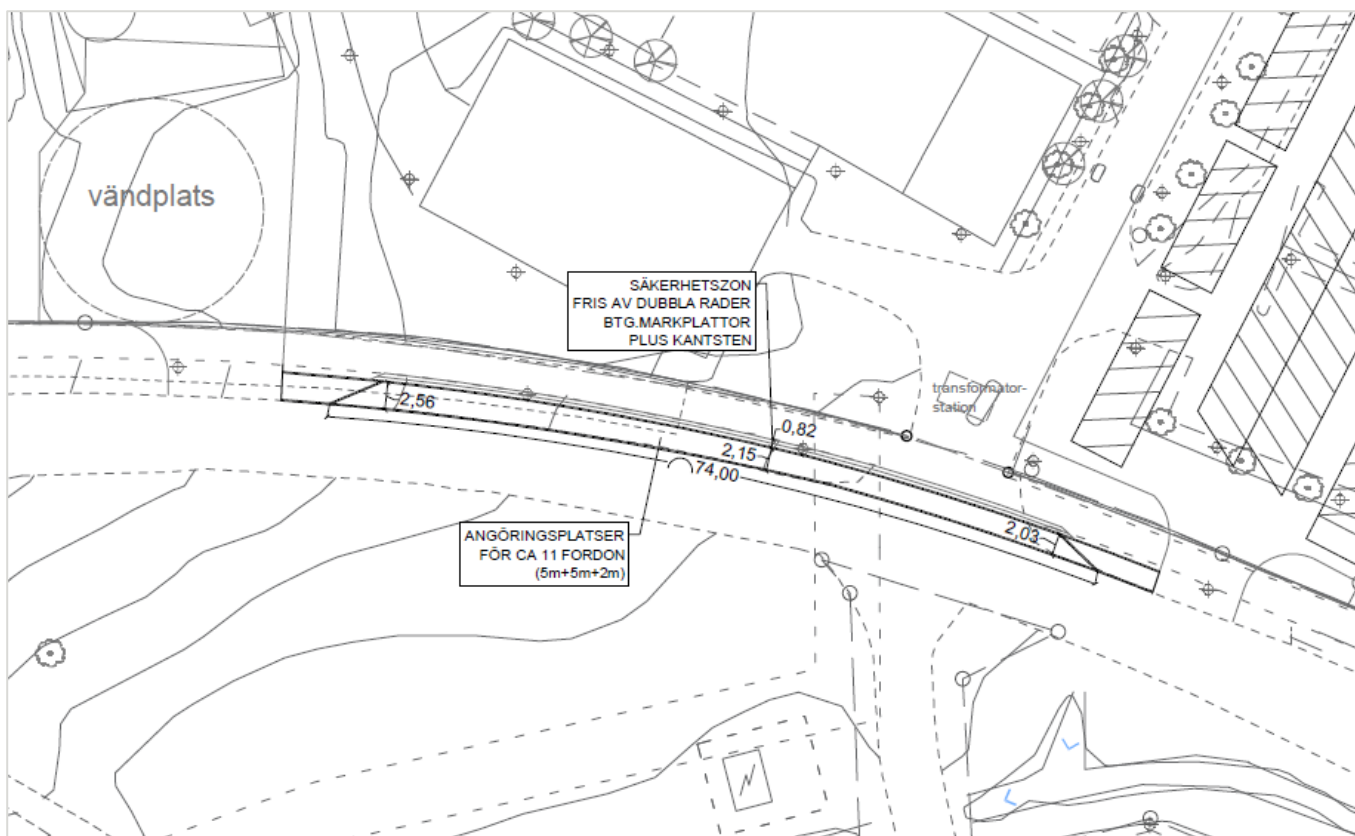 vändplats
SÄKERHETSZON
FRIS AV DUBBLA RADER
BTG.MARKPLATTOR
PLUS KANTSTEN
transformator-
station
2,56
0,82
2,15
74,00
2,03
ANGÖRINGSPLATSER
FÖR CA 11 FORDON
(5m+5m+2m)